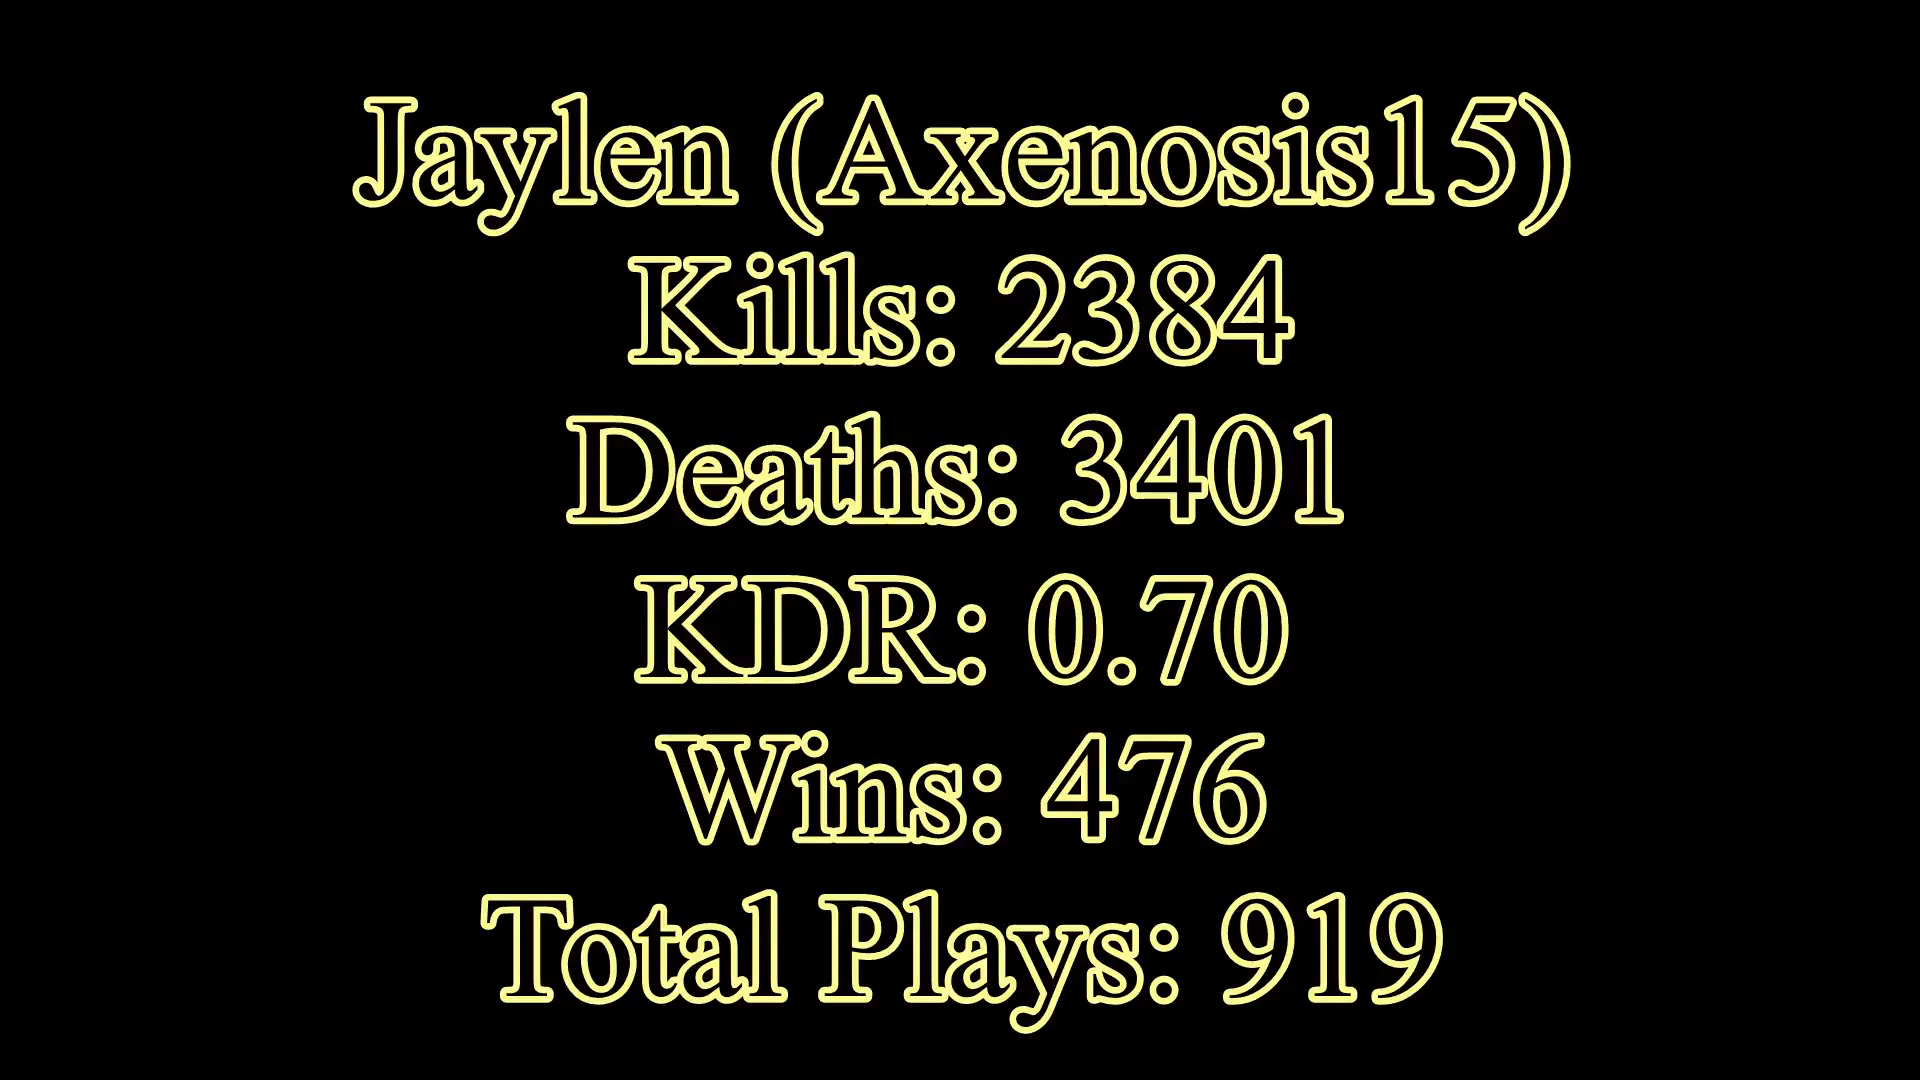 Jaylen (Axenosis15)
Kills: 2384
Deaths: 3401
KDR: 0.70
Wins: 476
Total Plays: 919